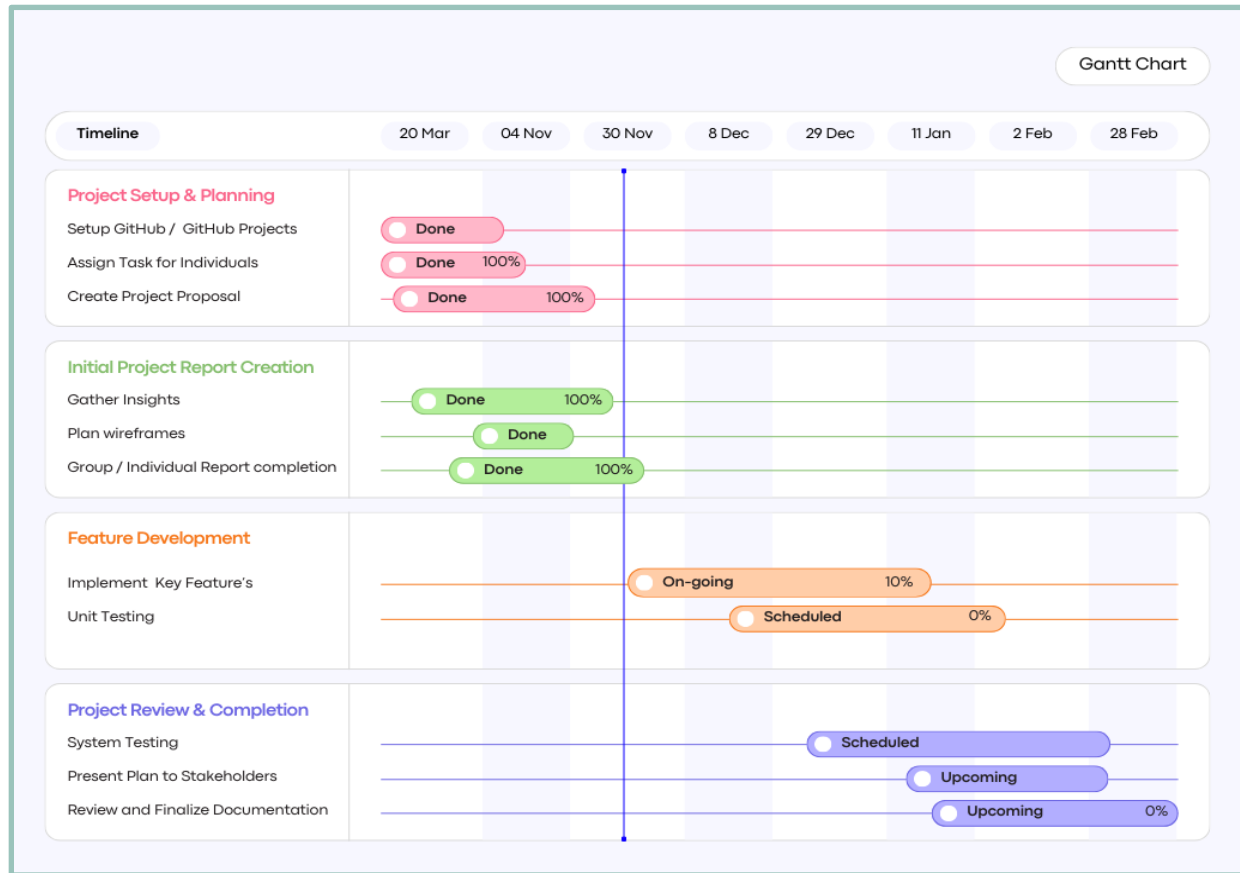 Gantt Chart
Timeline 20 Mar 04 Nov 30 Nov 8 Dec 29 Dec 11 Jan 2 Feb 28 Feb
Project Setup & Planning
Setup GitHub / GitHub Projects Done
Assign Task for Individuals Done 100%
Create Project Proposal Done 100%
Initial Project Report Creation
Gather Insights Done 100%
Plan wireframes Done
Group / Individual Report completion Done 100%
Feature Development
Implement Key Feature's On-going 10%
Unit Testing Scheduled 0%
Project Review & Completion
System Testing Scheduled
Present Plan to Stakeholders Upcoming
Review and Finalize Documentation Upcoming 0%